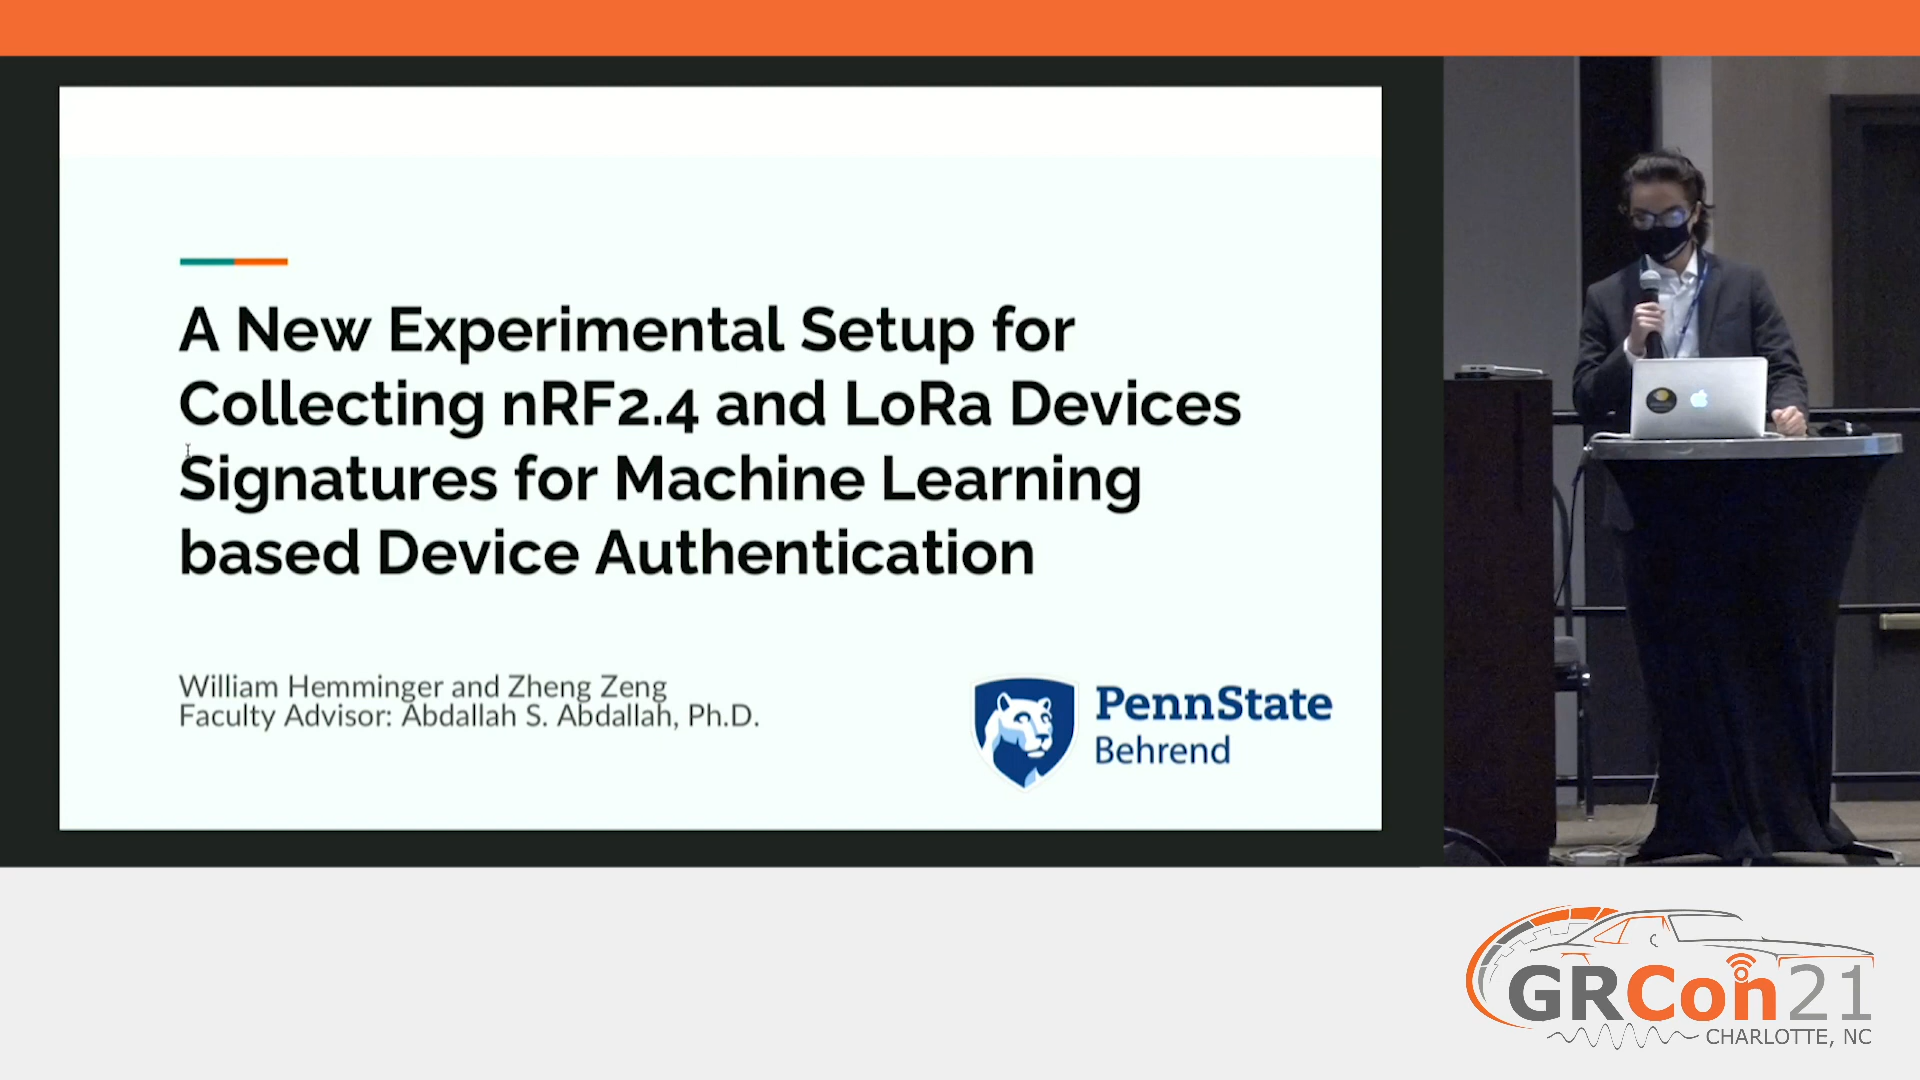 A New Experimental Setup for
Collecting nRF2.4 and LoRa Devices
Signatures for Machine Learning
based Device Authentication
William Hemminger and Zheng Zeng
Faculty Advisor: Abdallah S. Abdallah, Ph.D.
PennState
Behrend
GRCon21
CHARLOTTE, NC